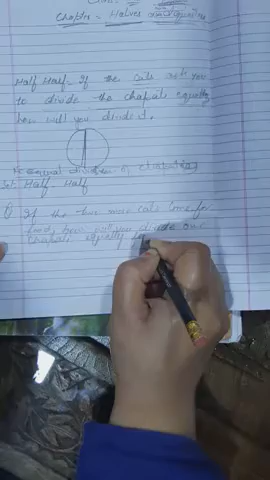 Class:
Chapter - Halves and Quarters
Half Half. If the cats ask you
to divide the chapati equally
how will you divide it.
equal division of chapati
Half Half
If the two more cats come for
food, how will you divide one
chapati equally